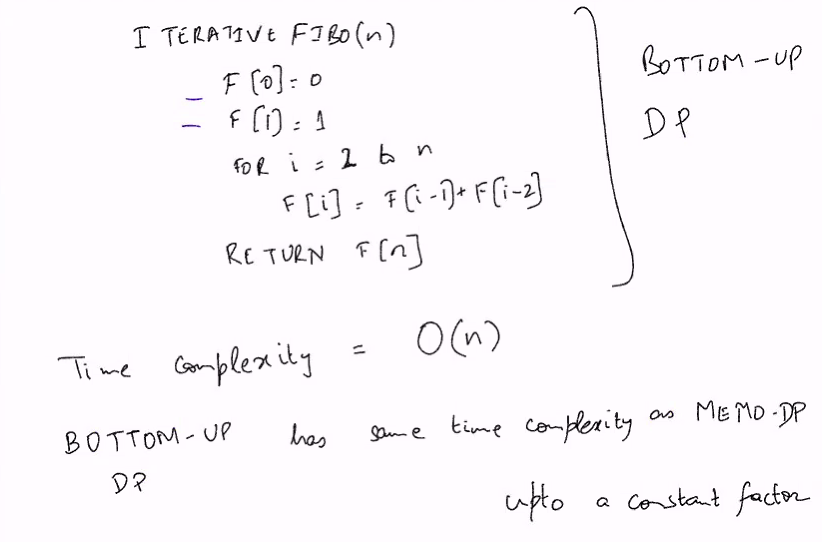 ITERATIVE FIBO(n)
F[0] = 0
F[1] = 1
FOR i = 2 to n
F[i] = F[i-1] + F[i-2]
RETURN F[n]
BOTTOM-UP
DP
Time complexity = O(n)
BOTTOM-UP has same time complexity as MEMO-DP
DP
upto a constant factor